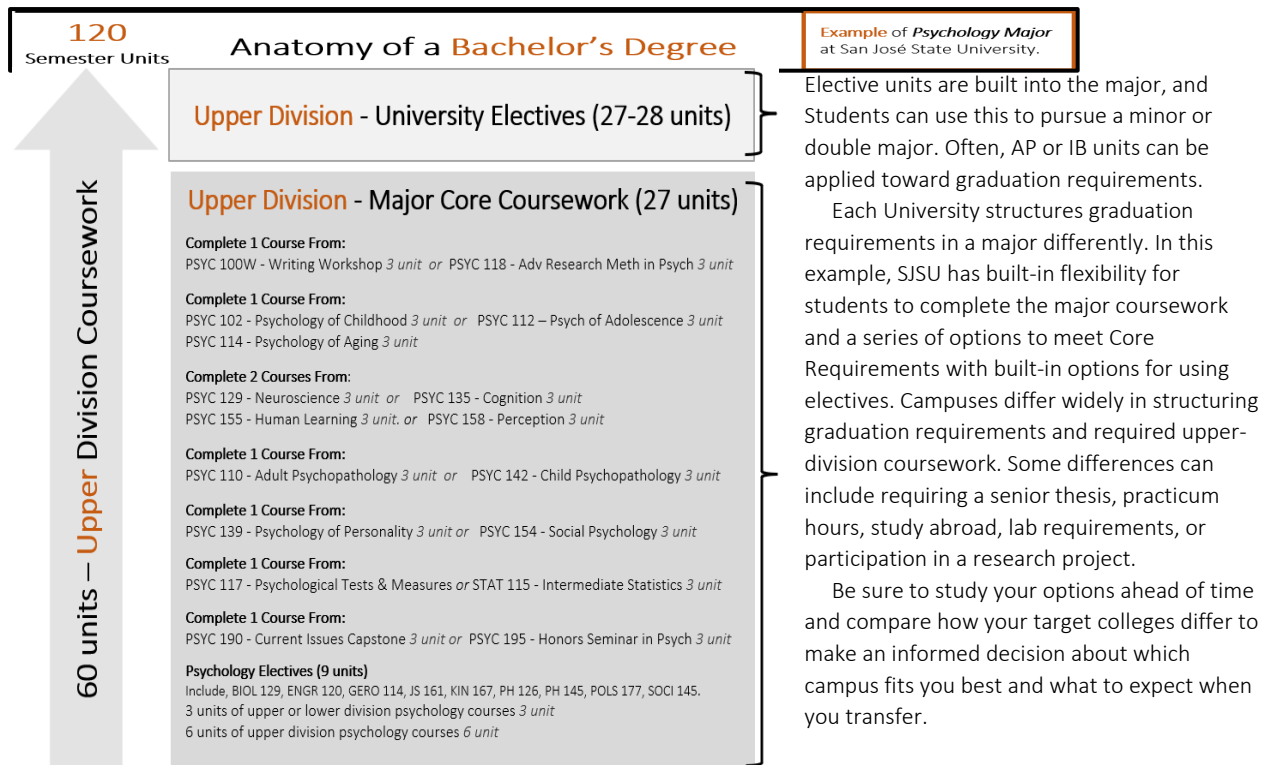 120
Semester Units
Anatomy of a Bachelor's Degree
Example of Psychology Major
at San José State University.
60 units – Upper Division Coursework
Upper Division - University Electives (27-28 units)
Upper Division - Major Core Coursework (27 units)
Complete 1 Course From:
PSYC 100W - Writing Workshop 3 unit or PSYC 118 - Adv Research Meth in Psych 3 unit
Complete 1 Course From:
PSYC 102 - Psychology of Childhood 3 unit or PSYC 112 – Psych of Adolescence 3 unit
PSYC 114 - Psychology of Aging 3 unit
Complete 2 Courses From:
PSYC 129 - Neuroscience 3 unit or PSYC 135 - Cognition 3 unit
PSYC 155 - Human Learning 3 unit. or PSYC 158 - Perception 3 unit
Complete 1 Course From:
PSYC 110 - Adult Psychopathology 3 unit or PSYC 142 - Child Psychopathology 3 unit
Complete 1 Course From:
PSYC 139 - Psychology of Personality 3 unit or PSYC 154 - Social Psychology 3 unit
Complete 1 Course From:
PSYC 117 - Psychological Tests & Measures or STAT 115 - Intermediate Statistics 3 unit
Complete 1 Course From:
PSYC 190 - Current Issues Capstone 3 unit or PSYC 195 - Honors Seminar in Psych 3 unit
Psychology Electives (9 units)
Include, BIOL 129, ENGR 120, GERO 114, JS 161, KIN 167, PH 126, PH 145, POLS 177, SOCI 145.
3 units of upper or lower division psychology courses 3 unit
6 units of upper division psychology courses 6 unit
Elective units are built into the major, and
Students can use this to pursue a minor or
double major. Often, AP or IB units can be
applied toward graduation requirements.
Each University structures graduation
requirements in a major differently. In this
example, SJSU has built-in flexibility for
students to complete the major coursework
and a series of options to meet Core
Requirements with built-in options for using
electives. Campuses differ widely in structuring
graduation requirements and required upper-
division coursework. Some differences can
include requiring a senior thesis, practicum
hours, study abroad, lab requirements, or
participation in a research project.
Be sure to study your options ahead of time
and compare how your target colleges differ to
make an informed decision about which
campus fits you best and what to expect when
you transfer.